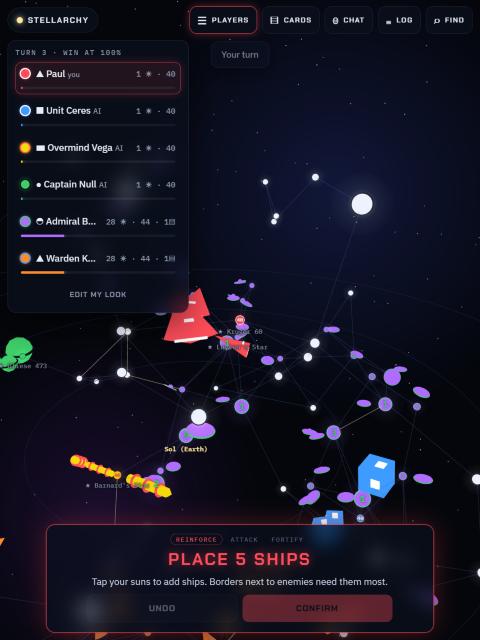 STELLARCHY
PLAYERS
CARDS
CHAT
LOG
FIND
TURN 3 · WIN AT 100%
Paul you 1 ☀ · 40
Unit Ceres AI 1 ☀ · 40
Overmind Vega AI 1 ☀ · 40
Captain Null AI 1 ☀ · 40
Admiral B… 28 ☀ · 44 · 1
Warden K… 28 ☀ · 44 · 1
EDIT MY LOOK
Your turn
60
Star
473
Sol (Earth)
★ Barnard's
REINFORCE ATTACK FORTIFY
PLACE 5 SHIPS
Tap your suns to add ships. Borders next to enemies need them most.
UNDO
CONFIRM